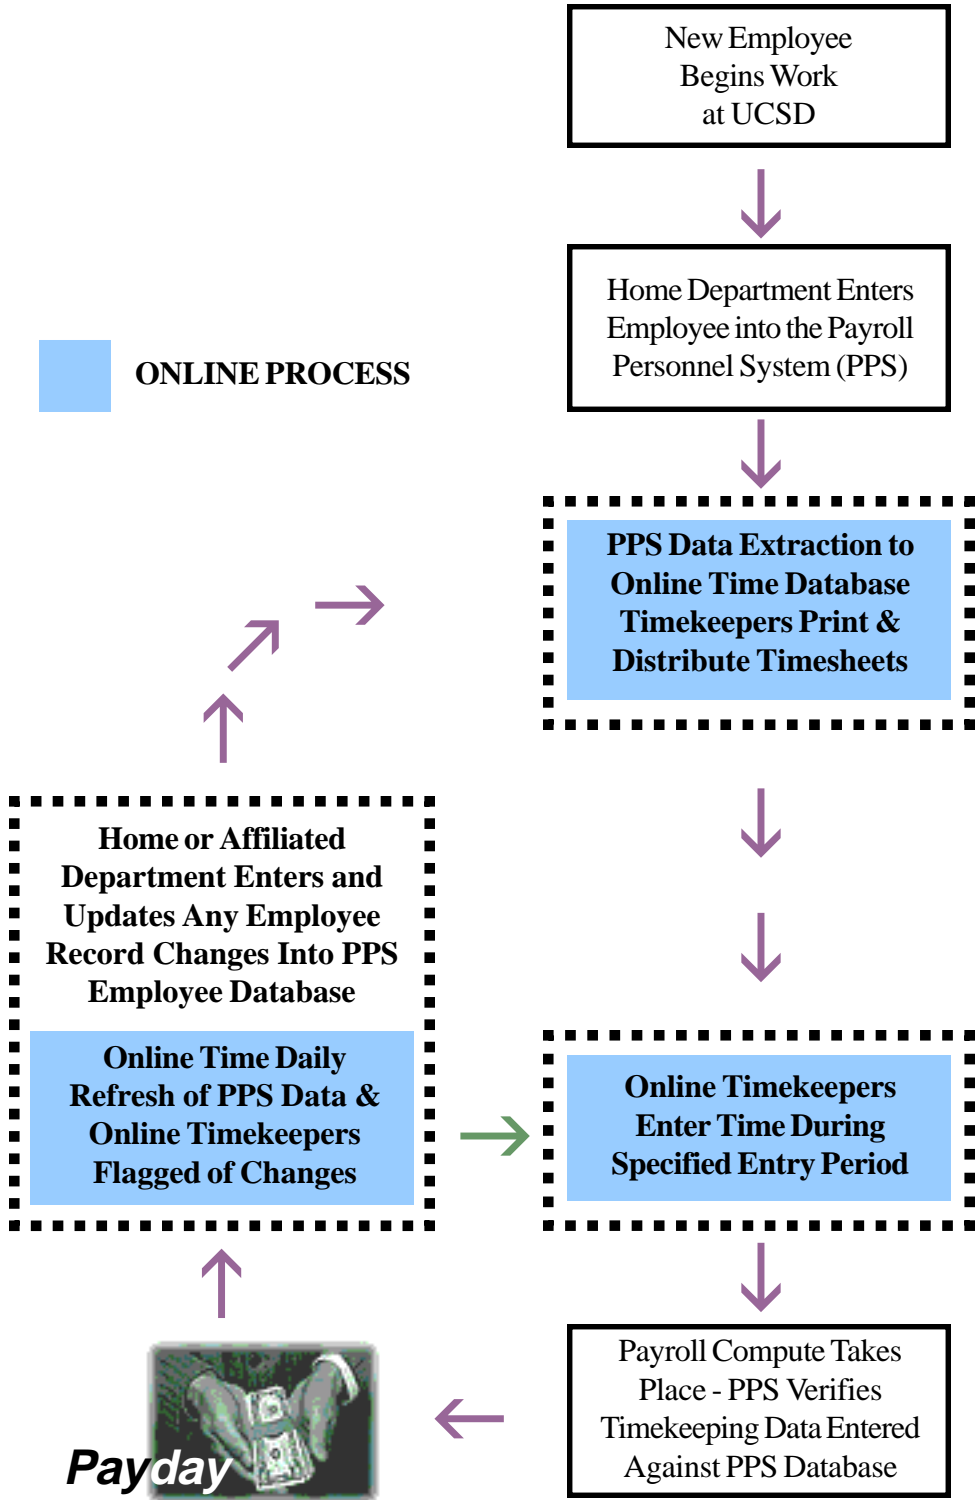 New Employee
Begins Work
at UCSD
Home Department Enters
Employee into the Payroll
Personnel System (PPS)
ONLINE PROCESS
PPS Data Extraction to
Online Time Database
Timekeepers Print &
Distribute Timesheets
Home or Affiliated
Department Enters and
Updates Any Employee
Record Changes Into PPS
Employee Database
Online Time Daily
Refresh of PPS Data &
Online Timekeepers
Flagged of Changes
Online Timekeepers
Enter Time During
Specified Entry Period
Payroll Compute Takes
Place - PPS Verifies
Timekeeping Data Entered
Against PPS Database
Payday